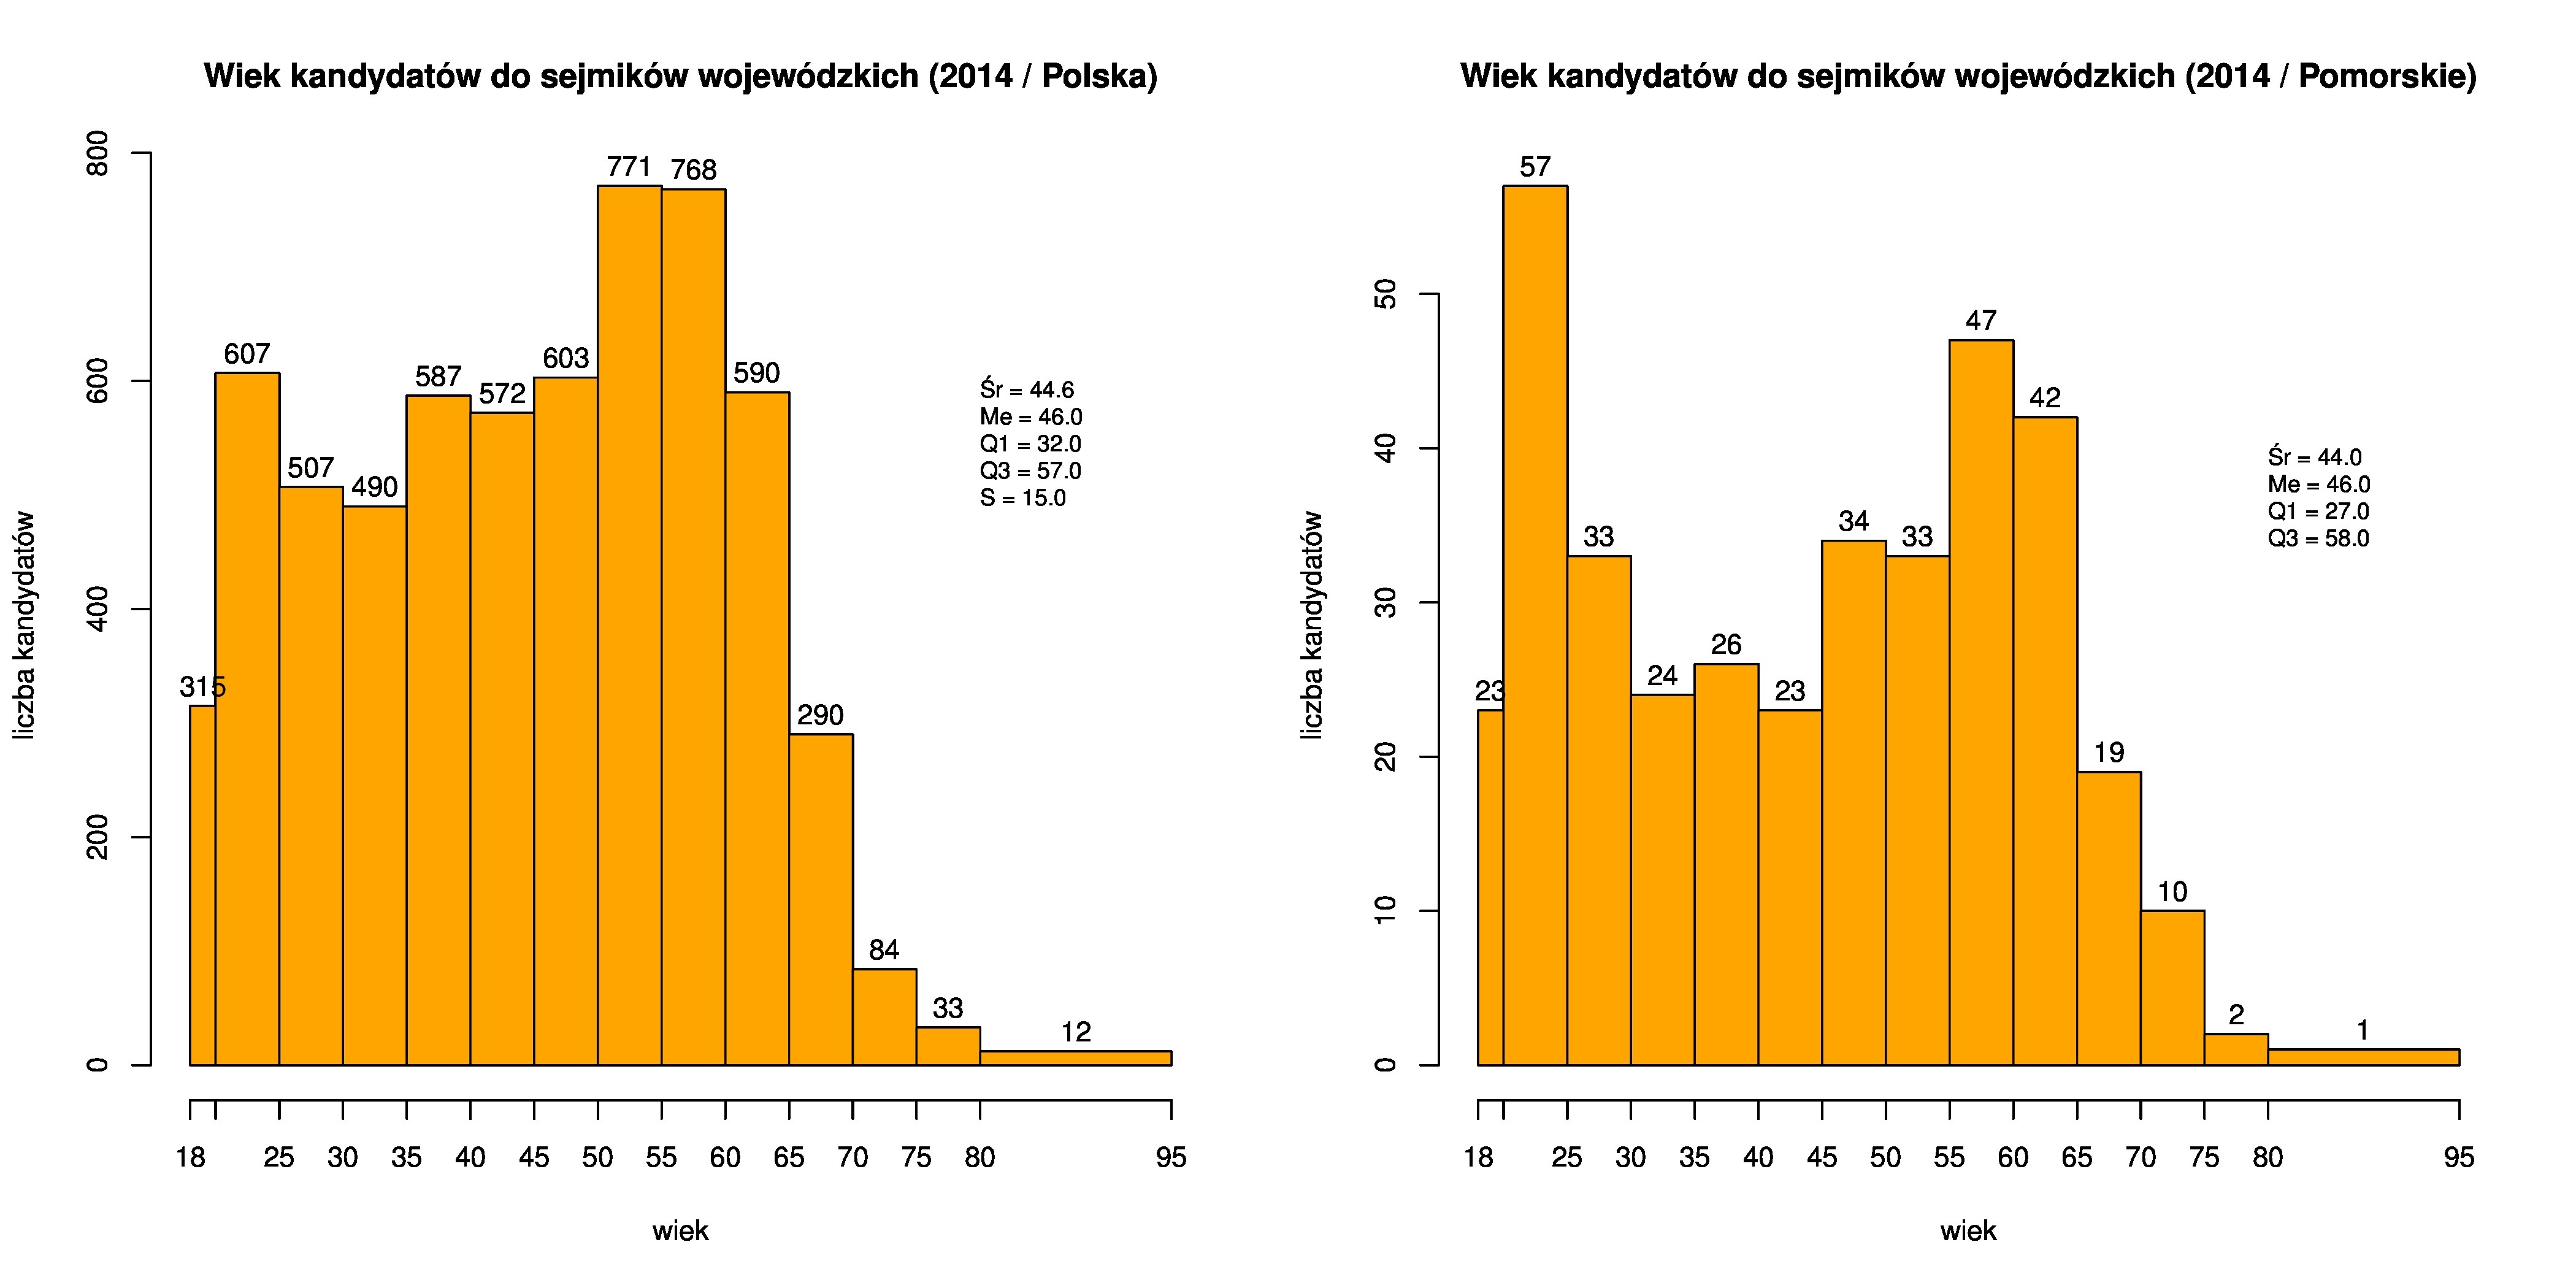 Wiek kandydatów do sejmików wojewódzkich (2014 / Polska)
800
600
400
200
0
liczba kandydatów
315
607
507
490
587
572
603
771
768
590
290
84
33
12
Śr = 44.6
Me = 46.0
Q1 = 32.0
Q3 = 57.0
S = 15.0
18 25 30 35 40 45 50 55 60 65 70 75 80 95
wiek
Wiek kandydatów do sejmików wojewódzkich (2014 / Pomorskie)
50
40
30
20
10
0
liczba kandydatów
23
57
33
24
26
23
34
33
47
42
19
10
2
1
Śr = 44.0
Me = 46.0
Q1 = 27.0
Q3 = 58.0
18 25 30 35 40 45 50 55 60 65 70 75 80 95
wiek